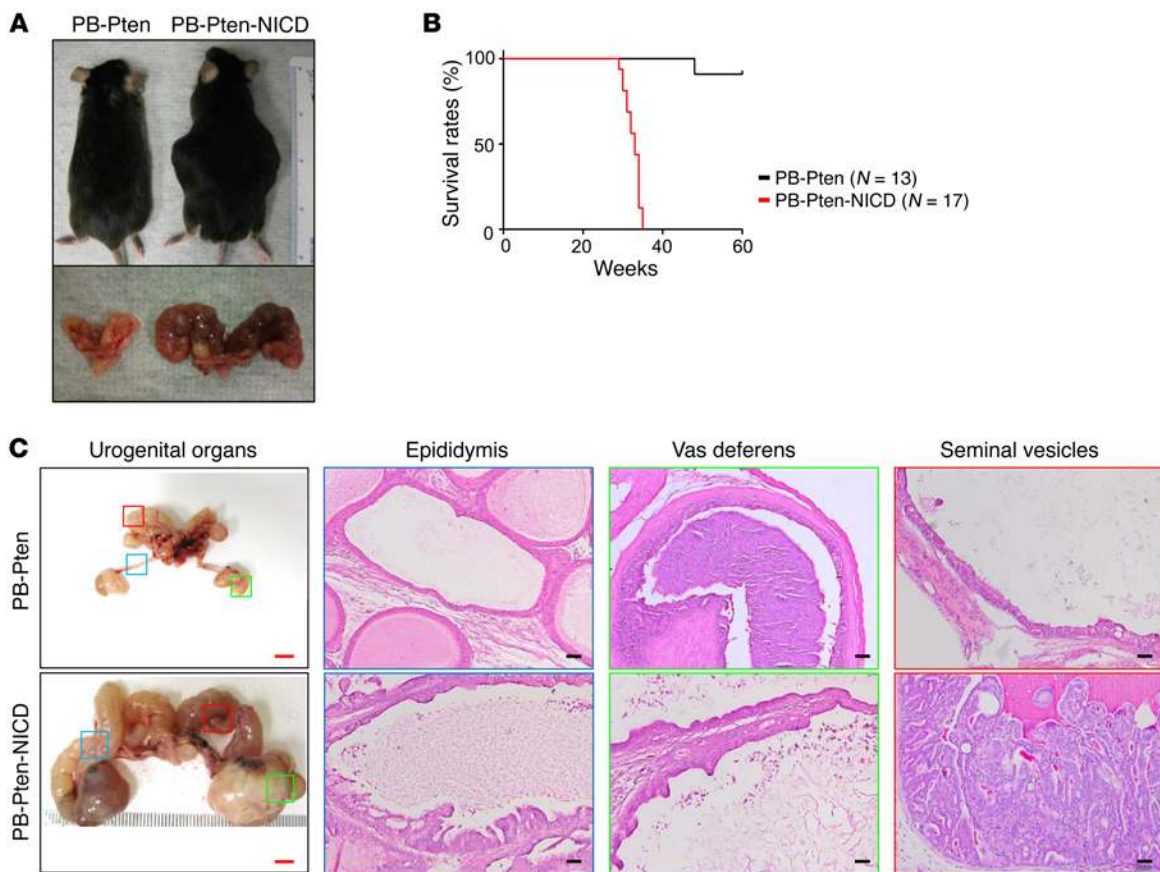 A
PB-Pten PB-Pten-NICD
B
Survival rates (%)
100
50
0
0 20 40 60
Weeks
PB-Pten (N = 13)
PB-Pten-NICD (N = 17)
C
Urogenital organs Epididymis Vas deferens Seminal vesicles
PB-Pten
PB-Pten-NICD